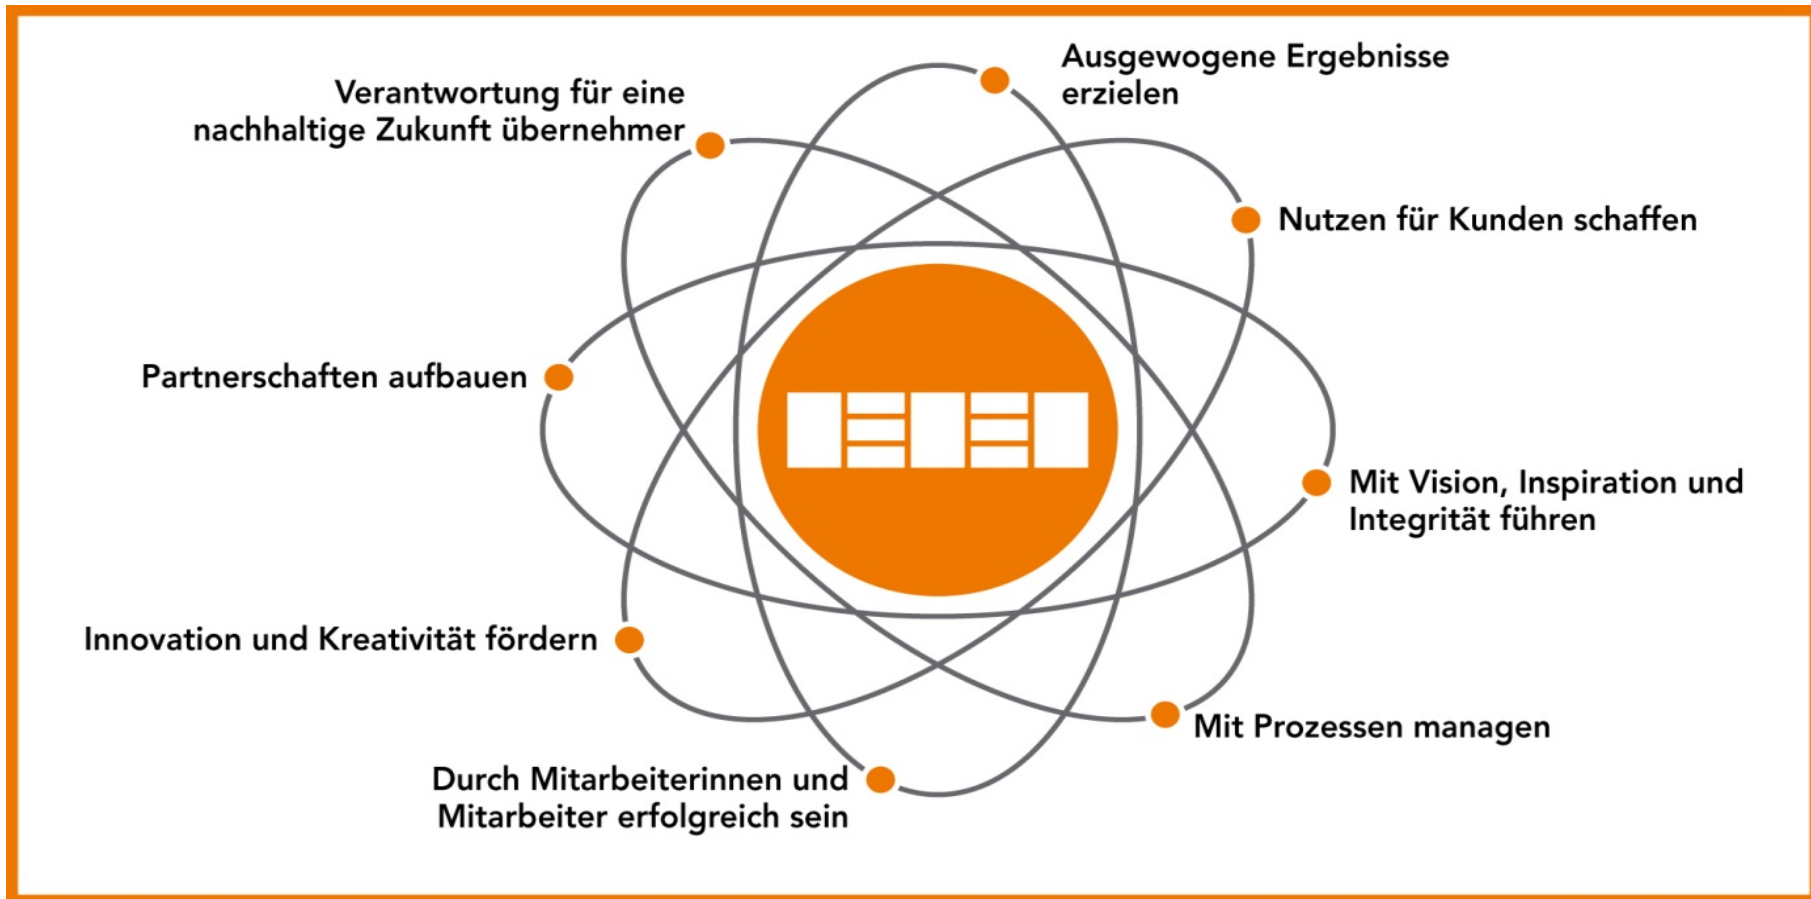 Ausgewogene Ergebnisse
erzielen
Verantwortung für eine
nachhaltige Zukunft übernehmer
Nutzen für Kunden schaffen
Partnerschaften aufbauen
Mit Vision, Inspiration und
Integrität führen
Innovation und Kreativität fördern
Mit Prozessen managen
Durch Mitarbeiterinnen und
Mitarbeiter erfolgreich sein